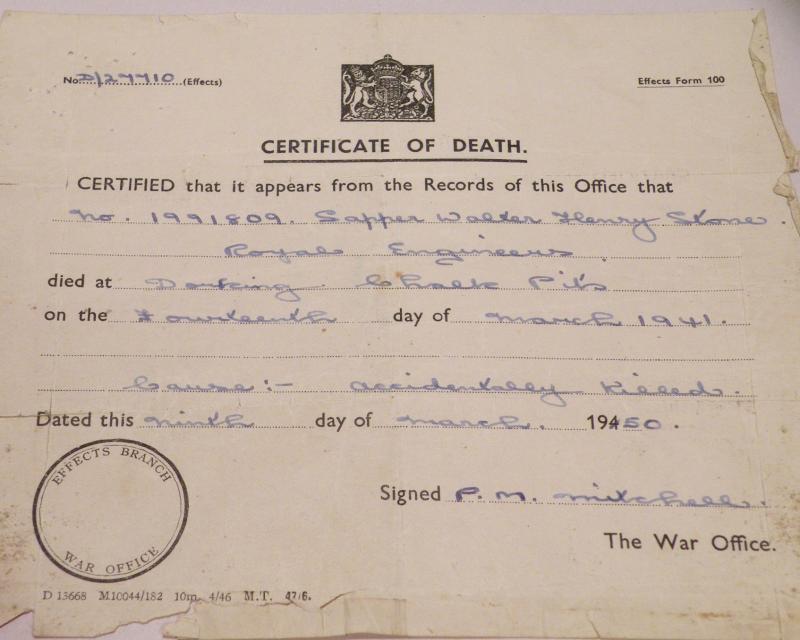 No. D/27710 (Effects)
Effects Form 100
CERTIFICATE OF DEATH.
CERTIFIED that it appears from the Records of this Office that
No. 1991809. Sapper Walter Henry Stone.
Royal Engineers
died at Dorking Chalk Pits
on the Fourteenth day of March 1941.
Cause:- Accidentally Killed.
Dated this ninth day of March. 1950.
EFFECTS BRANCH
WAR OFFICE
Signed P. M. Mitchell.
The War Office.
D 13668 M10044/182 10m. 4/46 M.T. 47/6.